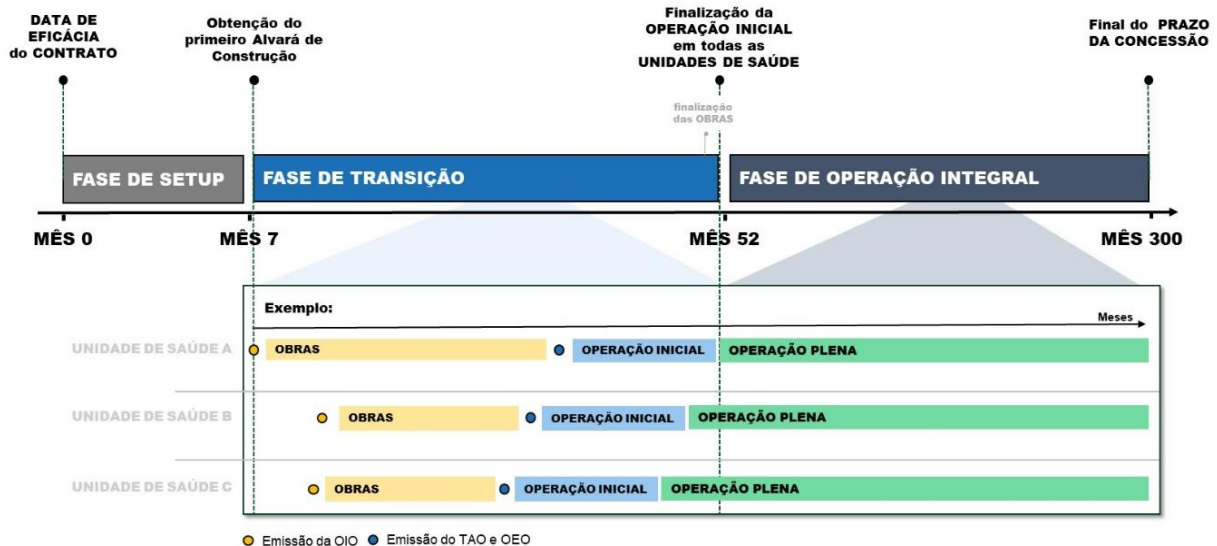 DATA DE
EFICÁCIA
do CONTRATO
Obtenção do
primeiro Alvará de
Construção
Finalização da
OPERAÇÃO INICIAL
em todas as
UNIDADES DE SAÚDE
Final do PRAZO
DA CONCESSÃO
finalização
das OBRAS
FASE DE SETUP
FASE DE TRANSIÇÃO
FASE DE OPERAÇÃO INTEGRAL
MÊS 0
MÊS 7
MÊS 52
MÊS 300
Exemplo:
Meses
UNIDADE DE SAÚDE A
OBRAS
OPERAÇÃO INICIAL
OPERAÇÃO PLENA
UNIDADE DE SAÚDE B
OBRAS
OPERAÇÃO INICIAL
OPERAÇÃO PLENA
UNIDADE DE SAÚDE C
OBRAS
OPERAÇÃO INICIAL
OPERAÇÃO PLENA
Emissão da OIO
Emissão do TAO e OEO